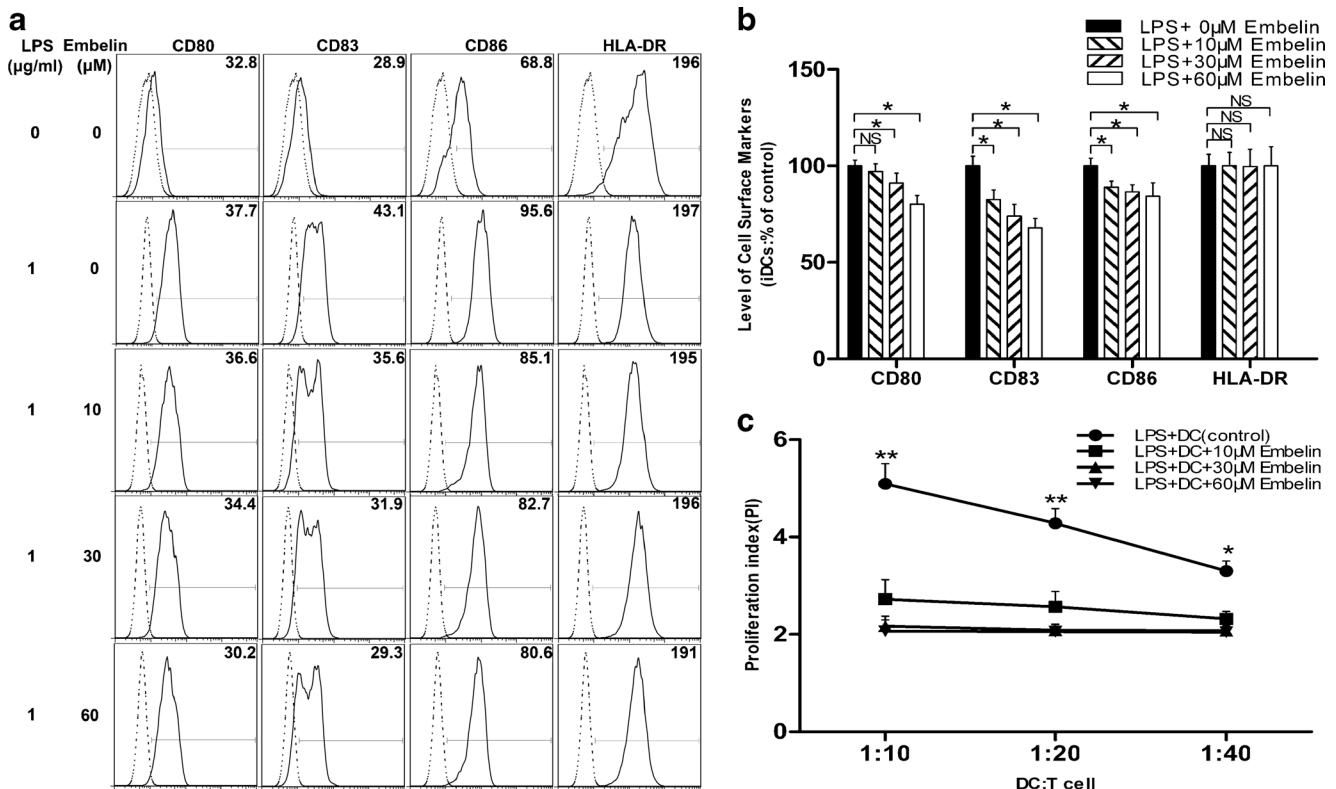 a
LPS Embelin CD80 CD83 CD86 HLA-DR
(µg/ml) (µM)
32.8 28.9 68.8 196
0 0
37.7 43.1 95.6 197
1 0
36.6 35.6 85.1 195
1 10
34.4 31.9 82.7 196
1 30
30.2 29.3 80.6 191
1 60
b
LPS+ 0µM Embelin
LPS+10µM Embelin
LPS+30µM Embelin
LPS+60µM Embelin
Level of Cell Surface Markers
(iDCs:% of control)
150
100
50
0
* * * NS
* * * NS
NS * * NS
CD80 CD83 CD86 HLA-DR
c
LPS+DC(control)
LPS+DC+10µM Embelin
LPS+DC+30µM Embelin
LPS+DC+60µM Embelin
Proliferation index(PI)
6
4
2
0
** ** *
1:10 1:20 1:40
DC:T cell